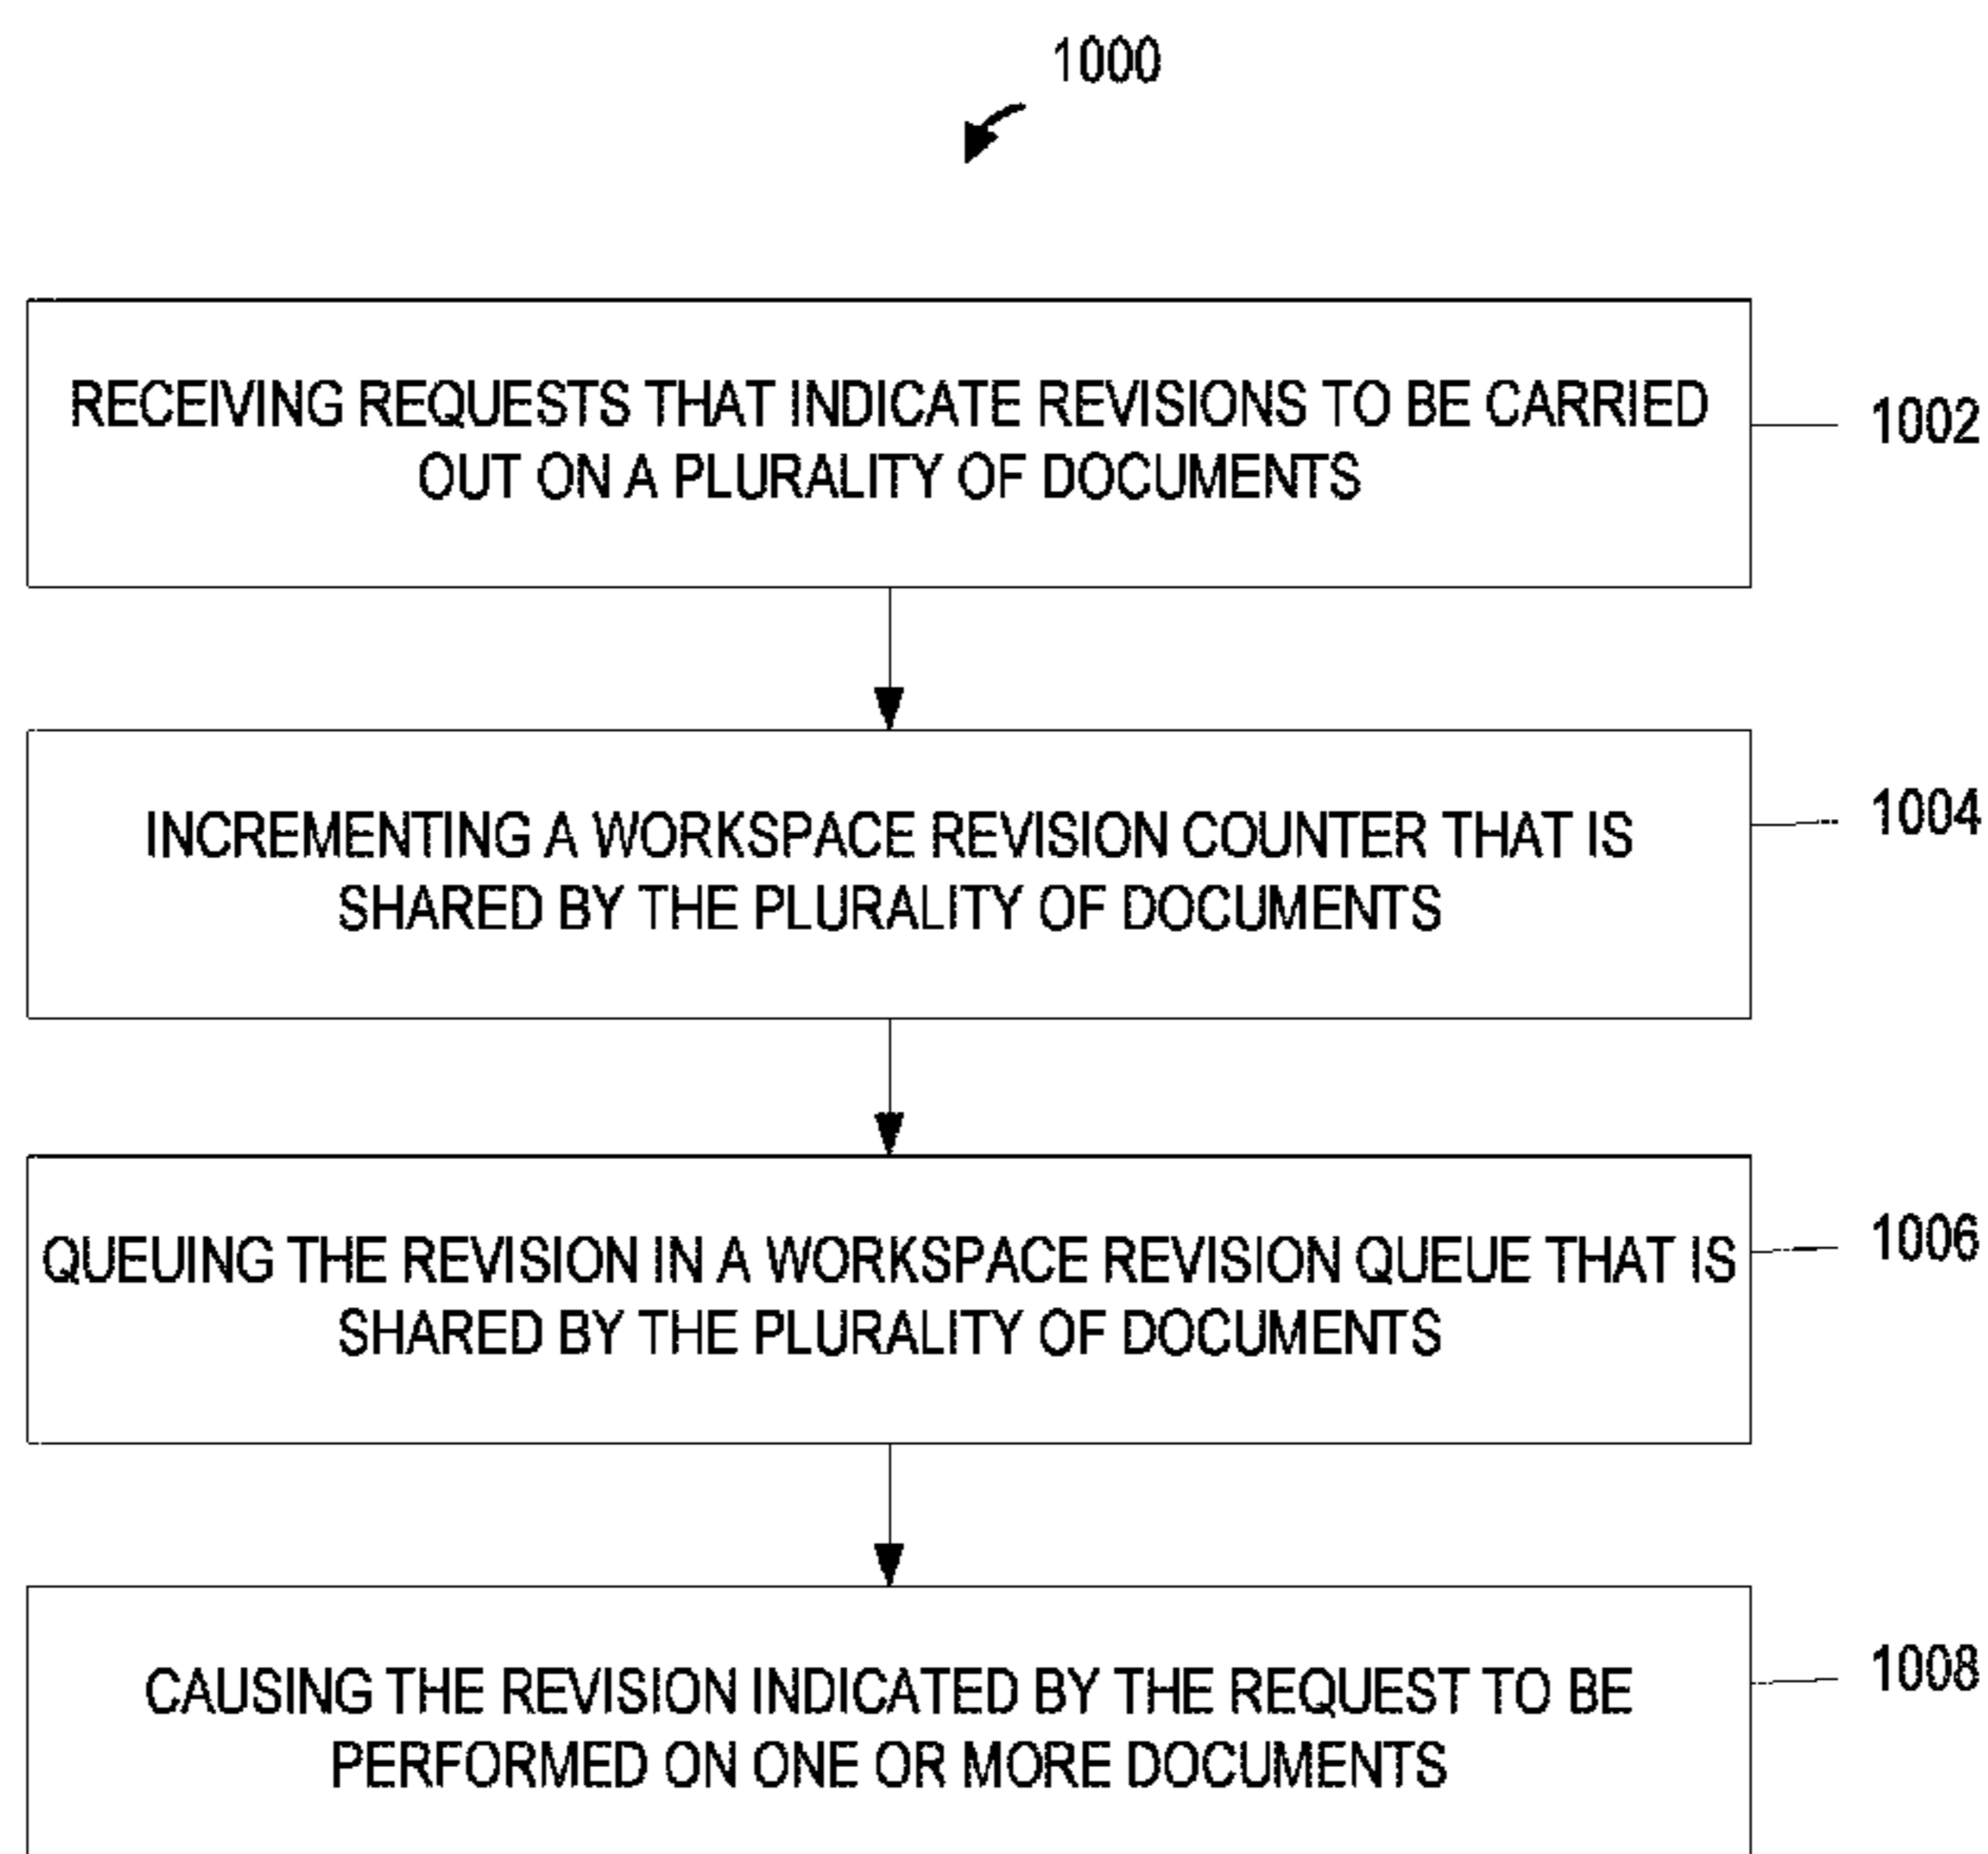 1000
RECEIVING REQUESTS THAT INDICATE REVISIONS TO BE CARRIED
OUT ON A PLURALITY OF DOCUMENTS
1002
INCREMENTING A WORKSPACE REVISION COUNTER THAT IS
SHARED BY THE PLURALITY OF DOCUMENTS
1004
QUEUING THE REVISION IN A WORKSPACE REVISION QUEUE THAT IS
SHARED BY THE PLURALITY OF DOCUMENTS
1006
CAUSING THE REVISION INDICATED BY THE REQUEST TO BE
PERFORMED ON ONE OR MORE DOCUMENTS
1008